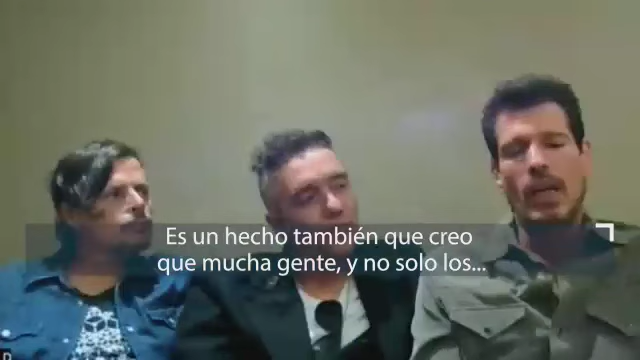 Es un hecho también que creo
que mucha gente, y no solo los...
D